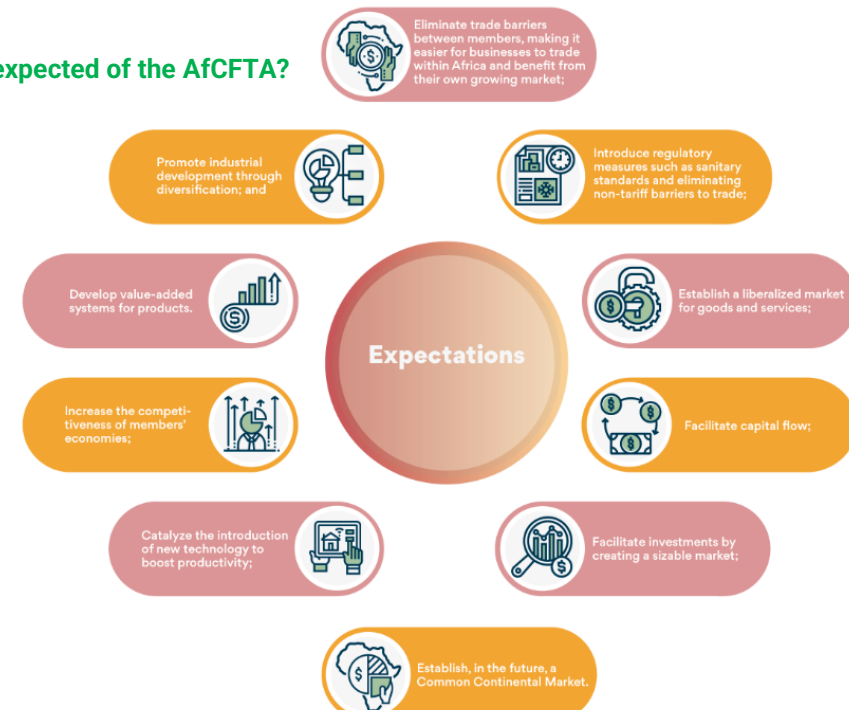 expected of the AfCFTA?
Eliminate trade barriers
between members, making it
easier for businesses to trade
within Africa and benefit from
their own growing market;
Introduce regulatory
measures such as sanitary
standards and eliminating
non-tariff barriers to trade;
Establish a liberalized market
for goods and services;
Facilitate capital flow;
Facilitate investments by
creating a sizable market;
Establish, in the future, a
Common Continental Market.
Catalyze the introduction
of new technology to
boost productivity;
Increase the competi-
tiveness of members'
economies;
Develop value-added
systems for products.
Promote industrial
development through
diversification; and
Expectations